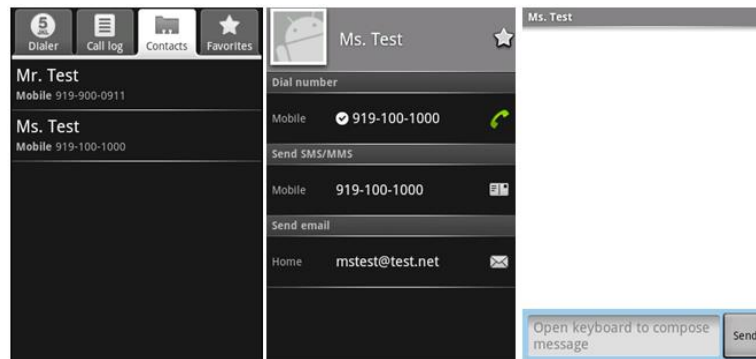 5
Dialer
Call log
Contacts
Favorites
Mr. Test
Mobile 919-900-0911
Ms. Test
Mobile 919-100-1000
Ms. Test
Dial number
Mobile 919-100-1000
Send SMS/MMS
Mobile 919-100-1000
Send email
Home mstest@test.net
Ms. Test
Open keyboard to compose
message
Send